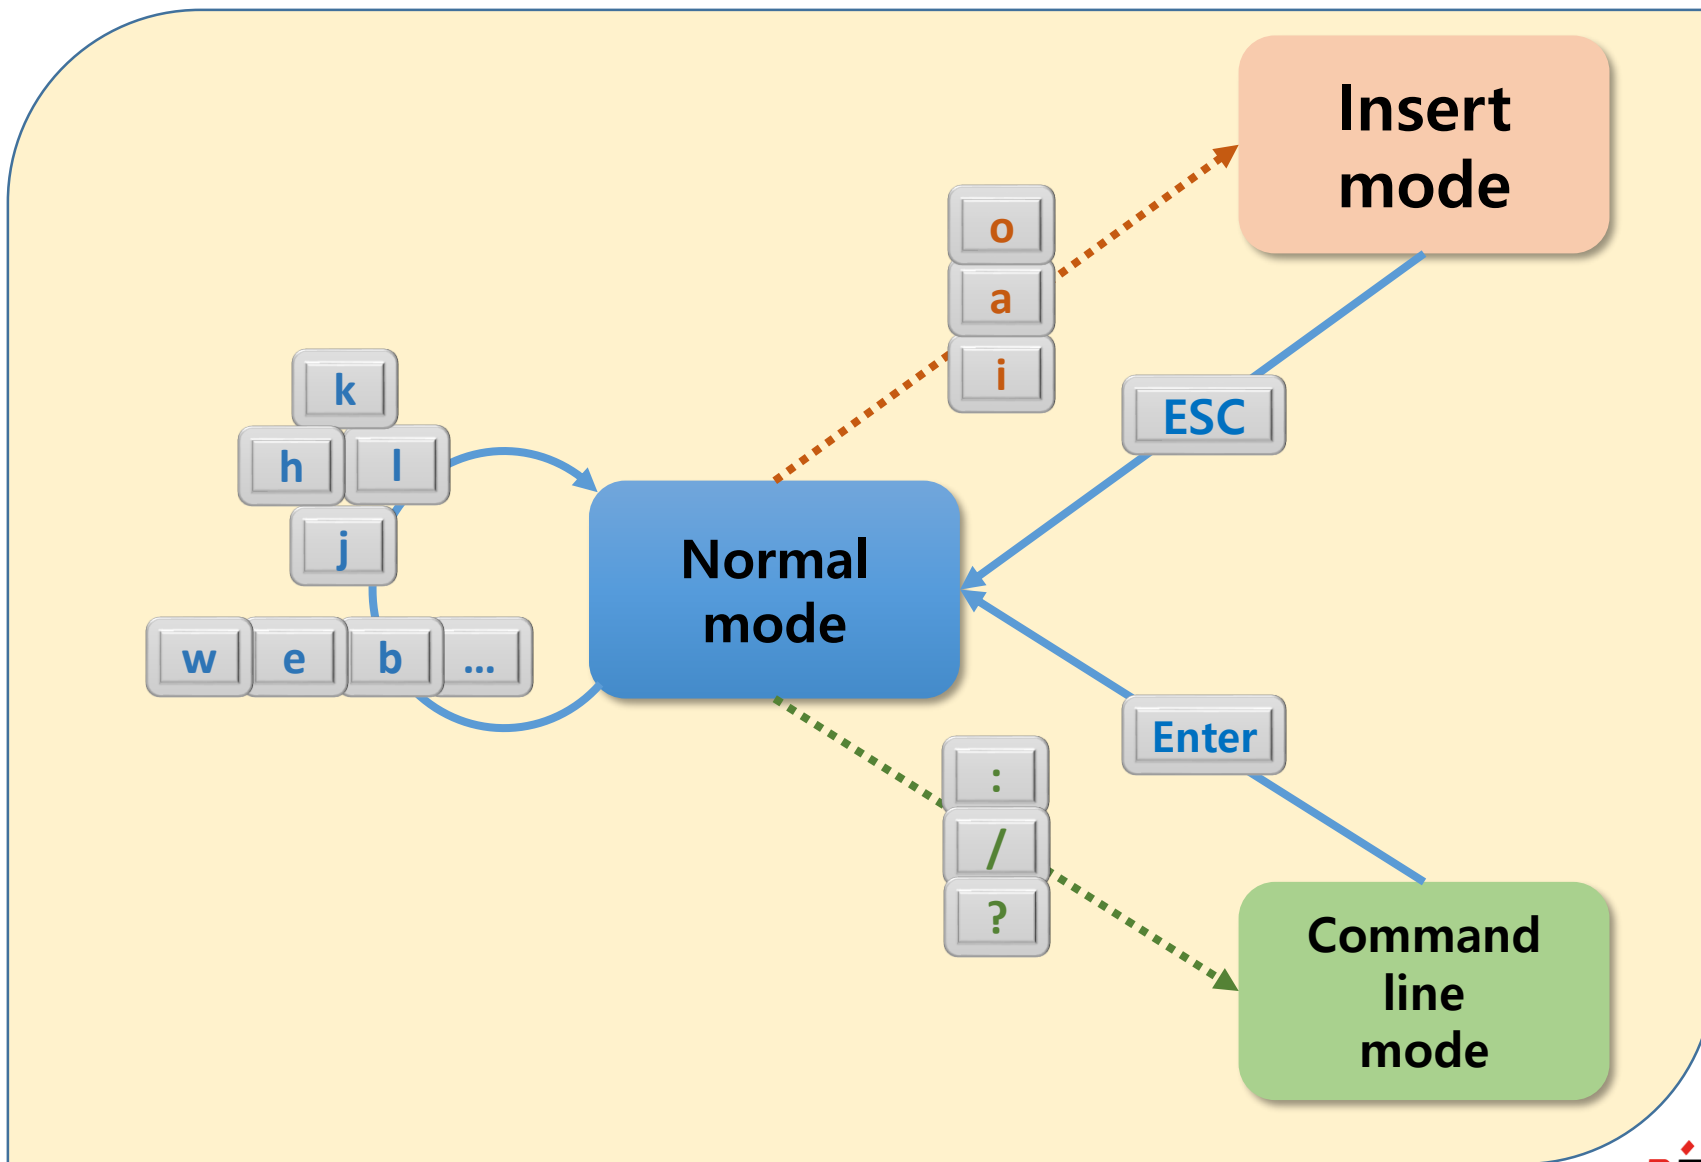 Insert
mode
o
a
i
k
h l
j
w e b ...
ESC
Normal
mode
Enter
:
/
?
Command
line
mode